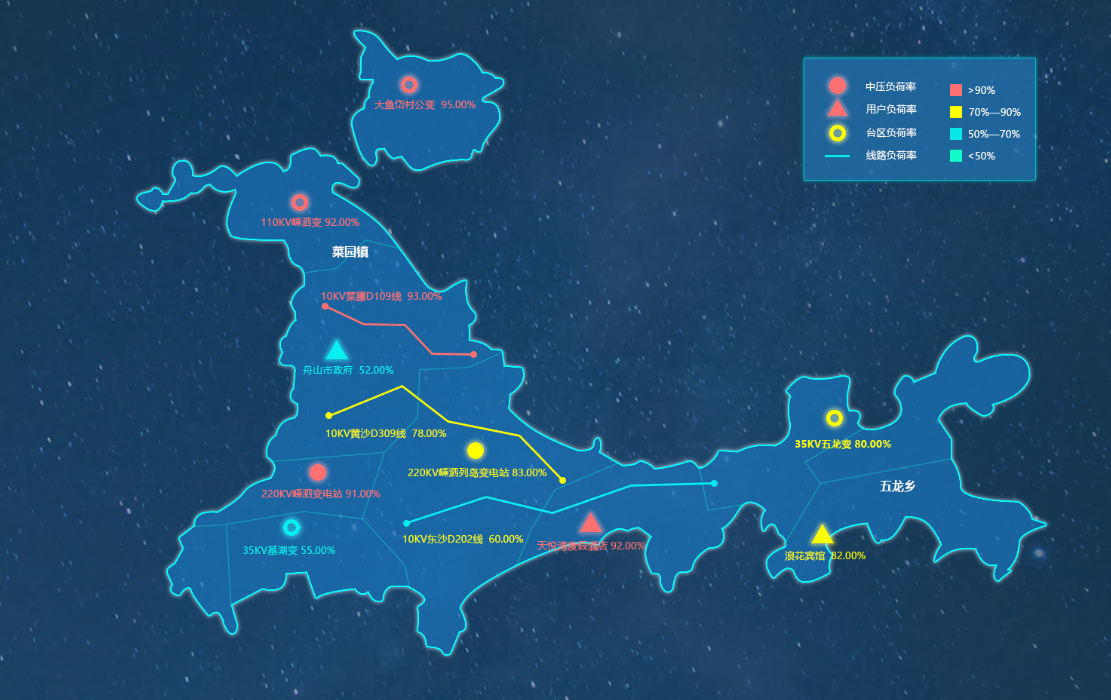 大鱼岙村公变 95.00%
中压负荷率 >90%
用户负荷率 70%—90%
台区负荷率 50%—70%
线路负荷率 <50%
110KV嵊泗变 92.00%
菜园镇
10KV菜圃D109线 93.00%
舟山市政府 52.00%
10KV黄沙D309线 78.00%
35KV五龙变 80.00%
220KV嵊泗列岛变电站 83.00%
五龙乡
220KV嵊泗变电站 91.00%
10KV东沙D202线 60.00%
天悦湾度假酒店 92.00%
35KV基湖变 55.00%
浪花宾馆 82.00%